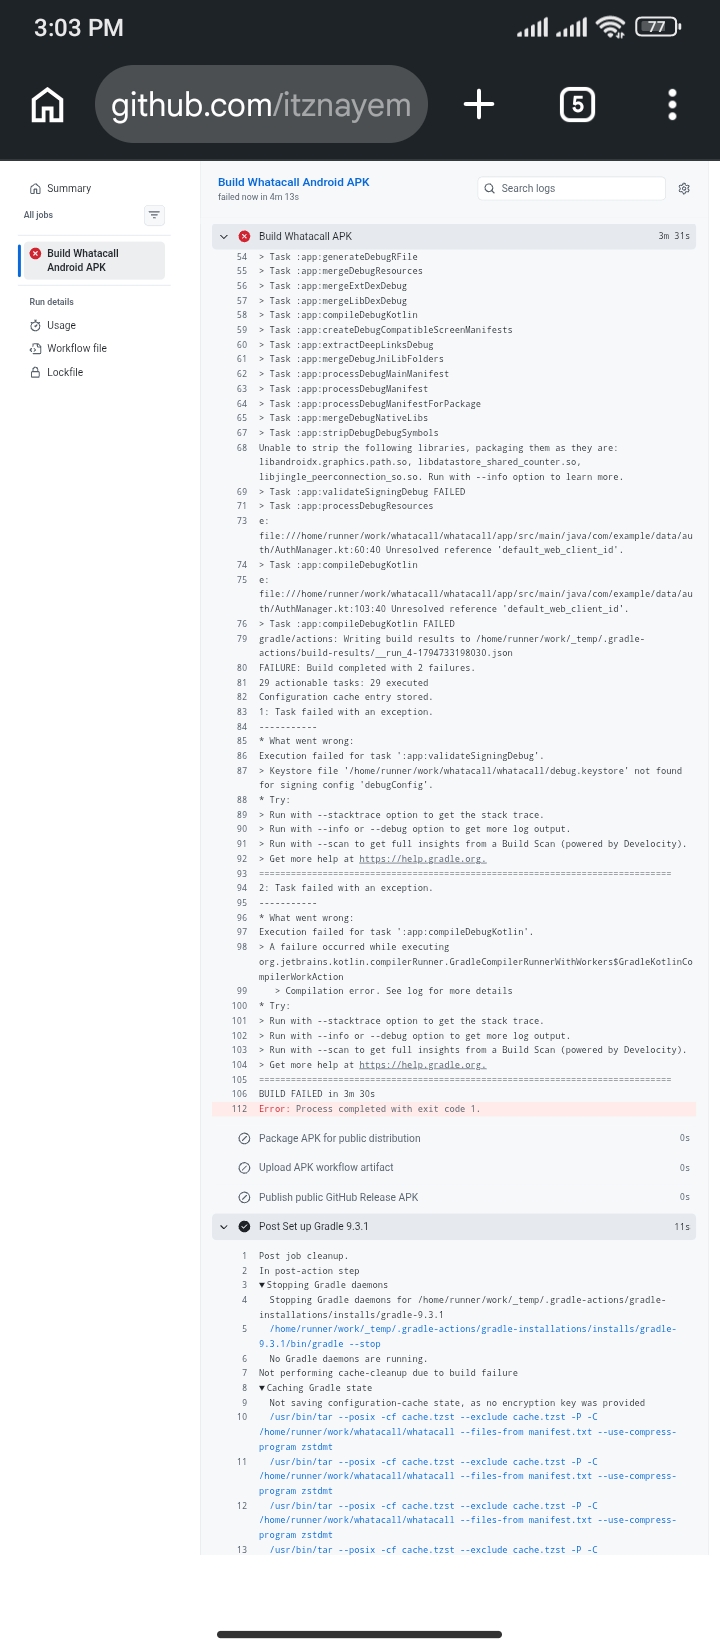 3:03 PM
77
github.com/itznayem
5
Summary
All jobs
Build Whatacall
Android APK
Run details
Usage
Workflow file
Lockfile
Build Whatacall Android APK
failed now in 4m 13s
Search logs
Build Whatacall APK 3m 31s
54 > Task :app:generateDebugRFile
55 > Task :app:mergeDebugResources
56 > Task :app:mergeExtDexDebug
57 > Task :app:mergeLibDexDebug
58 > Task :app:compileDebugKotlin
59 > Task :app:createDebugCompatibleScreenManifests
60 > Task :app:extractDeepLinksDebug
61 > Task :app:mergeDebugJniLibFolders
62 > Task :app:processDebugMainManifest
63 > Task :app:processDebugManifest
64 > Task :app:processDebugManifestForPackage
65 > Task :app:mergeDebugNativeLibs
67 > Task :app:stripDebugDebugSymbols
68 Unable to strip the following libraries, packaging them as they are:
libandroidx.graphics.path.so, libdatastore_shared_counter.so,
libjingle_peerconnection_so.so. Run with --info option to learn more.
69 > Task :app:validateSigningDebug FAILED
71 > Task :app:processDebugResources
73 e:
file:///home/runner/work/whatacall/whatacall/app/src/main/java/com/example/data/au
th/AuthManager.kt:60:40 Unresolved reference 'default_web_client_id'.
74 > Task :app:compileDebugKotlin
75 e:
file:///home/runner/work/whatacall/whatacall/app/src/main/java/com/example/data/au
th/AuthManager.kt:103:40 Unresolved reference 'default_web_client_id'.
76 > Task :app:compileDebugKotlin FAILED
79 gradle/actions: Writing build results to /home/runner/work/_temp/.gradle-
actions/build-results/__run_4-1794733198030.json
80 FAILURE: Build completed with 2 failures.
81 29 actionable tasks: 29 executed
82 Configuration cache entry stored.
83 1: Task failed with an exception.
84 -----------
85 * What went wrong:
86 Execution failed for task ':app:validateSigningDebug'.
87 > Keystore file '/home/runner/work/whatacall/whatacall/debug.keystore' not found
for signing config 'debugConfig'.
88 * Try:
89 > Run with --stacktrace option to get the stack trace.
90 > Run with --info or --debug option to get more log output.
91 > Run with --scan to get full insights from a Build Scan (powered by Develocity).
92 > Get more help at https://help.gradle.org.
93 ==============================================================================
94 2: Task failed with an exception.
95 -----------
96 * What went wrong:
97 Execution failed for task ':app:compileDebugKotlin'.
98 > A failure occurred while executing
org.jetbrains.kotlin.compilerRunner.GradleCompilerRunnerWithWorkers$GradleKotlinCo
mpilerWorkAction
99 > Compilation error. See log for more details
100 * Try:
101 > Run with --stacktrace option to get the stack trace.
102 > Run with --info or --debug option to get more log output.
103 > Run with --scan to get full insights from a Build Scan (powered by Develocity).
104 > Get more help at https://help.gradle.org.
105 ==============================================================================
106 BUILD FAILED in 3m 30s
112 Error: Process completed with exit code 1.
Package APK for public distribution 0s
Upload APK workflow artifact 0s
Publish public GitHub Release APK 0s
Post Set up Gradle 9.3.1 11s
1 Post job cleanup.
2 In post-action step
3 ▼Stopping Gradle daemons
4 Stopping Gradle daemons for /home/runner/work/_temp/.gradle-actions/gradle-
installations/installs/gradle-9.3.1
5 /home/runner/work/_temp/.gradle-actions/gradle-installations/installs/gradle-
9.3.1/bin/gradle --stop
6 No Gradle daemons are running.
7 Not performing cache-cleanup due to build failure
8 ▼Caching Gradle state
9 Not saving configuration-cache state, as no encryption key was provided
10 /usr/bin/tar --posix -cf cache.tzst --exclude cache.tzst -P -C
/home/runner/work/whatacall/whatacall --files-from manifest.txt --use-compress-
program zstdmt
11 /usr/bin/tar --posix -cf cache.tzst --exclude cache.tzst -P -C
/home/runner/work/whatacall/whatacall --files-from manifest.txt --use-compress-
program zstdmt
12 /usr/bin/tar --posix -cf cache.tzst --exclude cache.tzst -P -C
/home/runner/work/whatacall/whatacall --files-from manifest.txt --use-compress-
program zstdmt
13 /usr/bin/tar --posix -cf cache.tzst --exclude cache.tzst -P -C